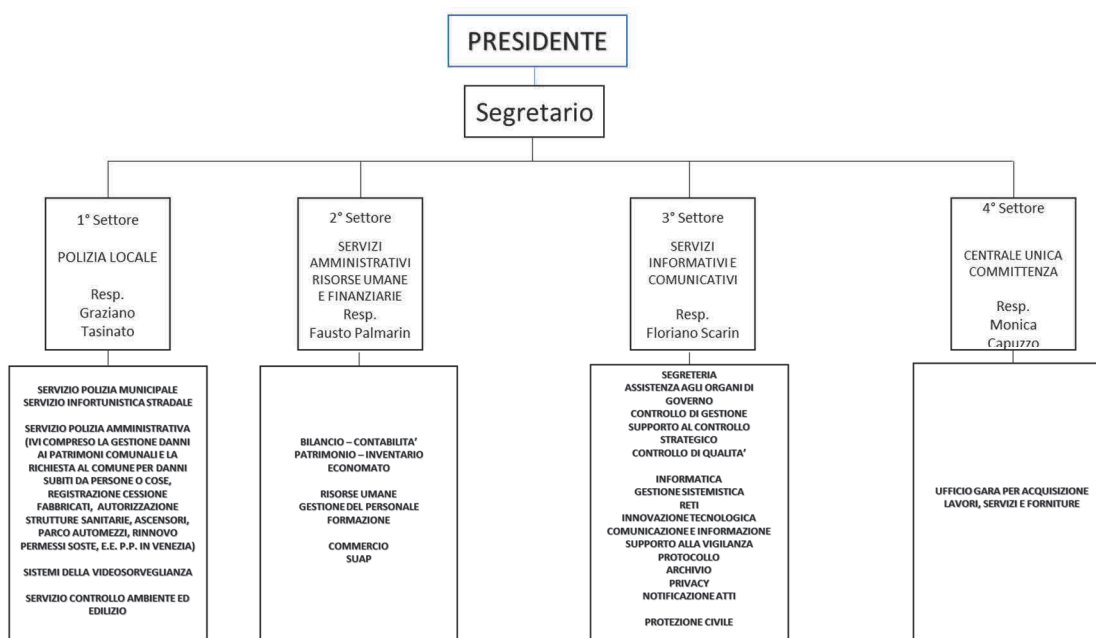 PRESIDENTE
Segretario
1° Settore
POLIZIA LOCALE
Resp.
Graziano
Tasinato
2° Settore
SERVIZI
AMMINISTRATIVI
RISORSE UMANE
E FINANZIARIE
Resp.
Fausto Palmarin
3° Settore
SERVIZI
INFORMATIVI E
COMUNICATIVI
Resp.
Floriano Scarin
4° Settore
CENTRALE UNICA
COMMITTENZA
Resp.
Monica
Capuzzo
SERVIZIO POLIZIA MUNICIPALE
SERVIZIO INFORTUNISTICA STRADALE
SERVIZIO POLIZIA AMMINISTRATIVA
(IVI COMPRESO LA GESTIONE DANNI
AI PATRIMONI COMUNALI E LA
RICHIESTA AL COMUNE PER DANNI
SUBITI DA PERSONE O COSE,
REGISTRAZIONE CESSIONE
FABBRICATI, AUTORIZZAZIONE
STRUTTURE SANITARIE, ASCENSORI,
PARCO AUTOMEZZI, RINNOVO
PERMESSI SOSTE, E.E. P.P. IN VENEZIA)
SISTEMI DELLA VIDEOSORVEGLIANZA
SERVIZIO CONTROLLO AMBIENTE ED
EDILIZIO
BILANCIO – CONTABILITA'
PATRIMONIO – INVENTARIO
ECONOMATO
RISORSE UMANE
GESTIONE DEL PERSONALE
FORMAZIONE
COMMERCIO
SUAP
SEGRETERIA
ASSISTENZA AGLI ORGANI DI
GOVERNO
CONTROLLO DI GESTIONE
SUPPORTO AL CONTROLLO
STRATEGICO
CONTROLLO DI QUALITA'
INFORMATICA
GESTIONE SISTEMISTICA
RETI
INNOVAZIONE TECNOLOGICA
COMUNICAZIONE E INFORMAZIONE
SUPPORTO ALLA VIGILANZA
PROTOCOLLO
ARCHIVIO
PRIVACY
NOTIFICAZIONE ATTI
PROTEZIONE CIVILE
UFFICIO GARA PER ACQUISIZIONE
LAVORI, SERVIZI E FORNITURE